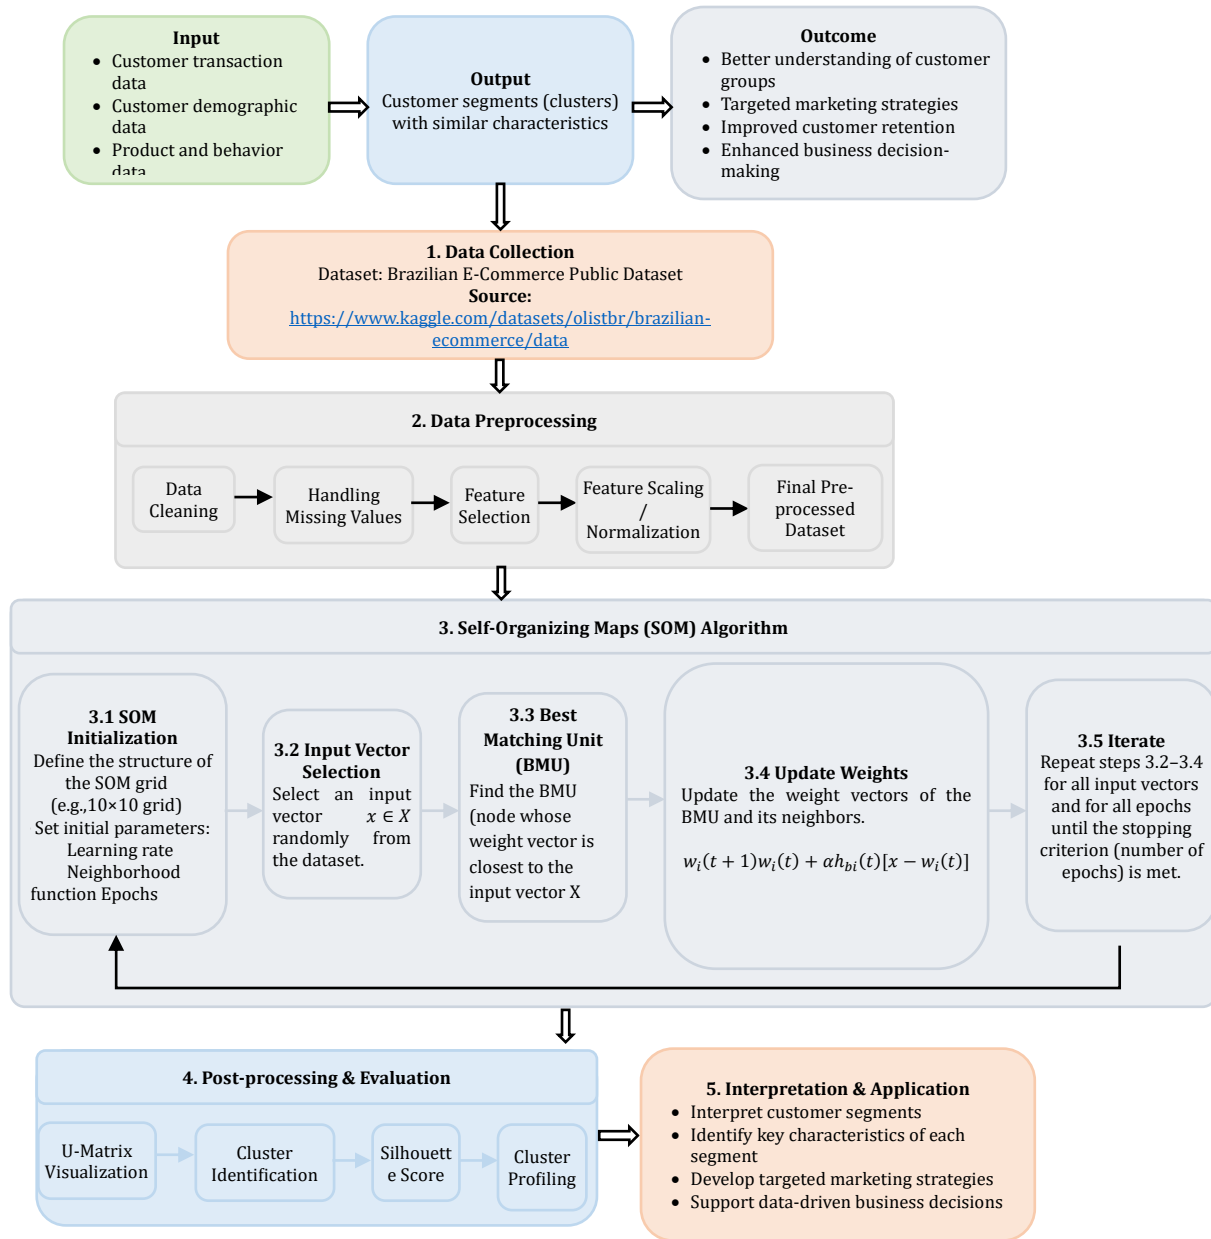 Input
• Customer transaction
data
• Customer demographic
data
• Product and behavior
data
Output
Customer segments (clusters)
with similar characteristics
Outcome
• Better understanding of customer
groups
• Targeted marketing strategies
• Improved customer retention
• Enhanced business decision-
making
1. Data Collection
Dataset: Brazilian E-Commerce Public Dataset
Source:
https://www.kaggle.com/datasets/olistbr/brazilian-
ecommerce/data
2. Data Preprocessing
Data
Cleaning
Handling
Missing Values
Feature
Selection
Feature Scaling
/
Normalization
Final Pre-
processed
Dataset
3. Self-Organizing Maps (SOM) Algorithm
3.1 SOM
Initialization
Define the structure of
the SOM grid
(e.g.,10×10 grid)
Set initial parameters:
Learning rate
Neighborhood
function Epochs
3.2 Input Vector
Selection
Select an input
vector x ∈ X
randomly from
the dataset.
3.3 Best
Matching Unit
(BMU)
Find the BMU
(node whose
weight vector is
closest to the
input vector X
3.4 Update Weights
Update the weight vectors of the
BMU and its neighbors.
w_i(t + 1)w_i(t) + αh_{bi}(t)[x − w_i(t)]
3.5 Iterate
Repeat steps 3.2–3.4
for all input vectors
and for all epochs
until the stopping
criterion (number of
epochs) is met.
4. Post-processing & Evaluation
U-Matrix
Visualization
Cluster
Identification
Silhouett
e Score
Cluster
Profiling
5. Interpretation & Application
• Interpret customer segments
• Identify key characteristics of each
segment
• Develop targeted marketing strategies
• Support data-driven business decisions